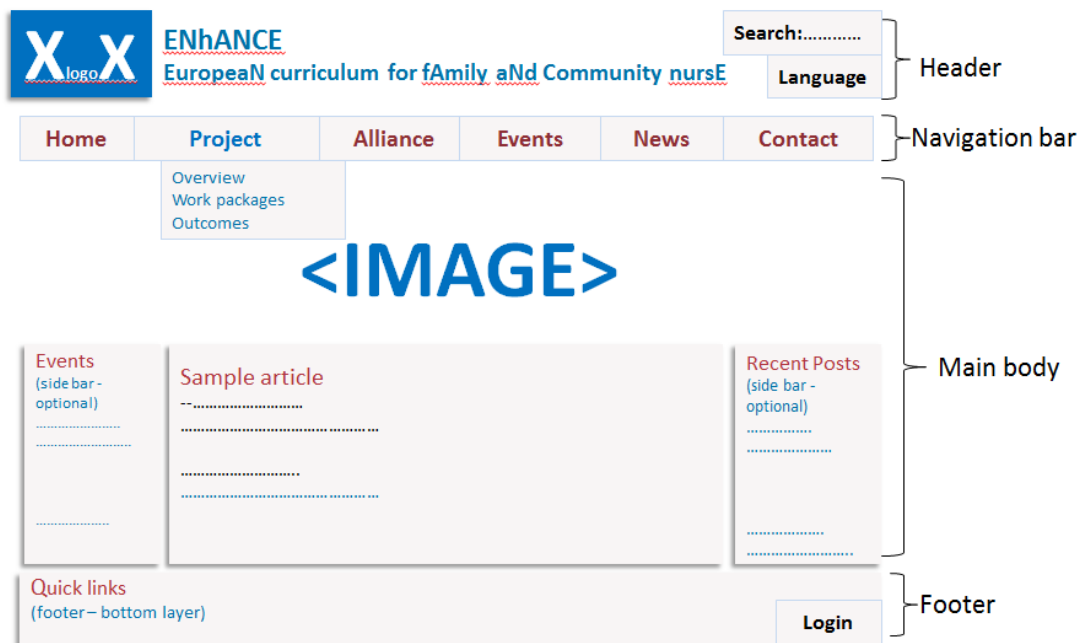 X logo X
ENhANCE
EuropeaN curriculum for fAmily aNd Community nursE
Search:…………
Language
Header
Home Project Alliance Events News Contact
Navigation bar
Overview
Work packages
Outcomes
<IMAGE>
Events
(side bar -
optional)
…………………
……………………
………………
Sample article
--………………………
……………………………………………
………………………..
……………………………………………
Recent Posts
(side bar -
optional)
…………….
…………………
……………….
……………………..
Main body
Quick links
(footer – bottom layer)
Login
Footer